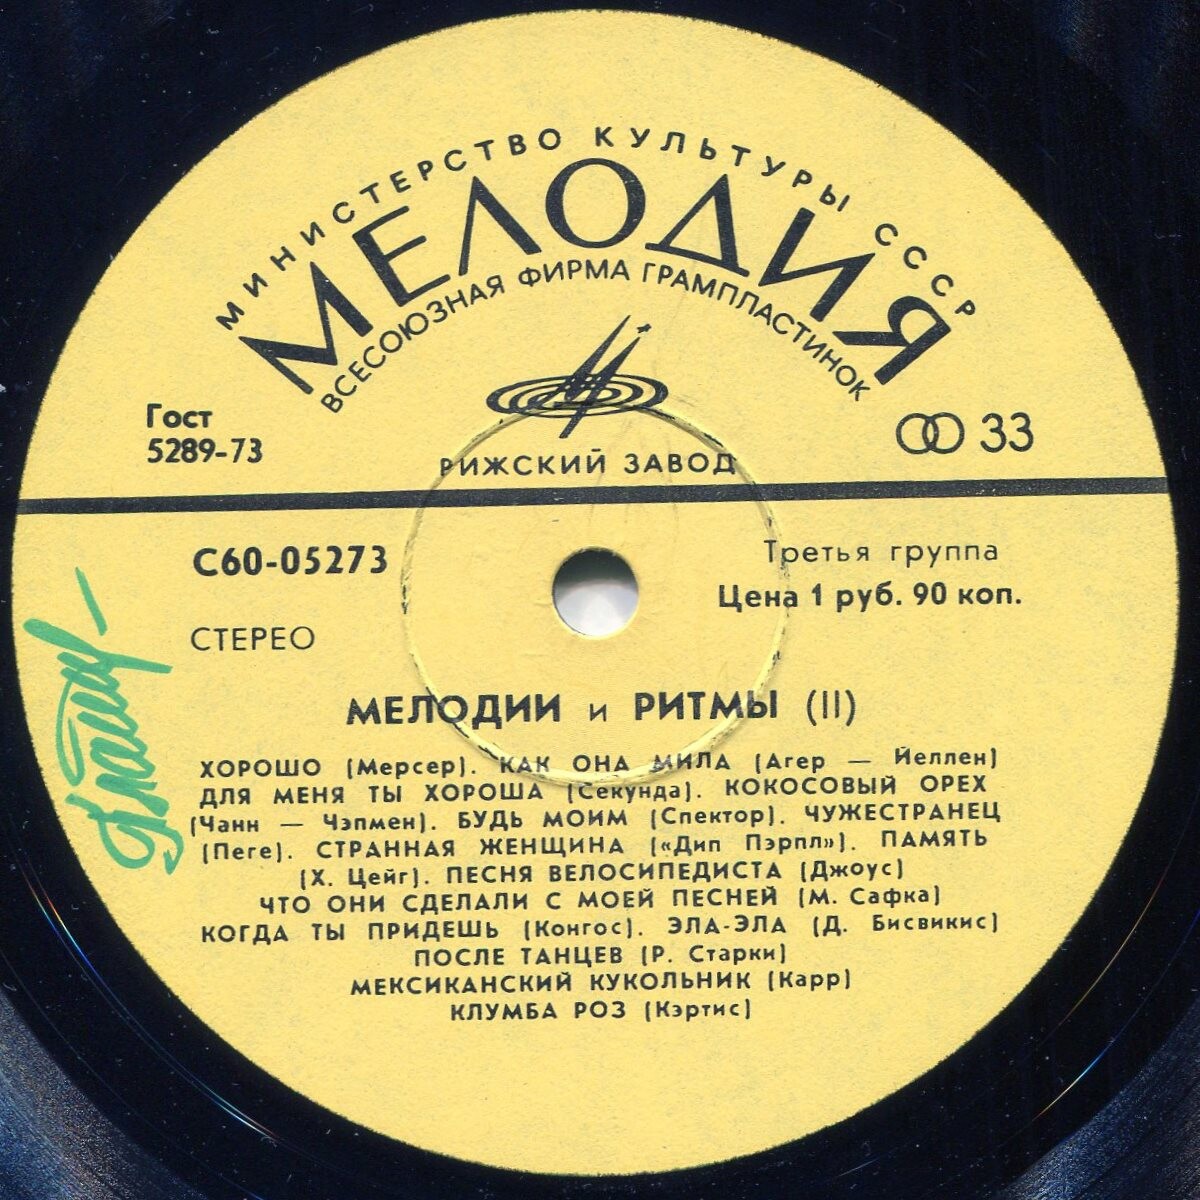 МИНИСТЕРСТВО КУЛЬТУРЫ СССР
МЕЛОДИЯ
ВСЕСОЮЗНАЯ ФИРМА ГРАМПЛАСТИНОК
Гост
5289-73
33
РИЖСКИЙ ЗАВОД
С60-05273
Третья группа
Цена 1 руб. 90 коп.
СТЕРЕО
МЕЛОДИИ и РИТМЫ (II)
ХОРОШО (Мерсер). КАК ОНА МИЛА (Агер — Йеллен)
ДЛЯ МЕНЯ ТЫ ХОРОША (Секунда). КОКОСОВЫЙ ОРЕХ
(Чанн — Чэпмен). БУДЬ МОИМ (Спектор). ЧУЖЕСТРАНЕЦ
(Пеге). СТРАННАЯ ЖЕНЩИНА («Дип Пэрпл»). ПАМЯТЬ
(Х. Цейг). ПЕСНЯ ВЕЛОСИПЕДИСТА (Джоус)
ЧТО ОНИ СДЕЛАЛИ С МОЕЙ ПЕСНЕЙ (М. Сафка)
КОГДА ТЫ ПРИДЕШЬ (Конгос). ЭЛА-ЭЛА (Д. Бисвикис)
ПОСЛЕ ТАНЦЕВ (Р. Старки)
МЕКСИКАНСКИЙ КУКОЛЬНИК (Карр)
КЛУМБА РОЗ (Кэртис)